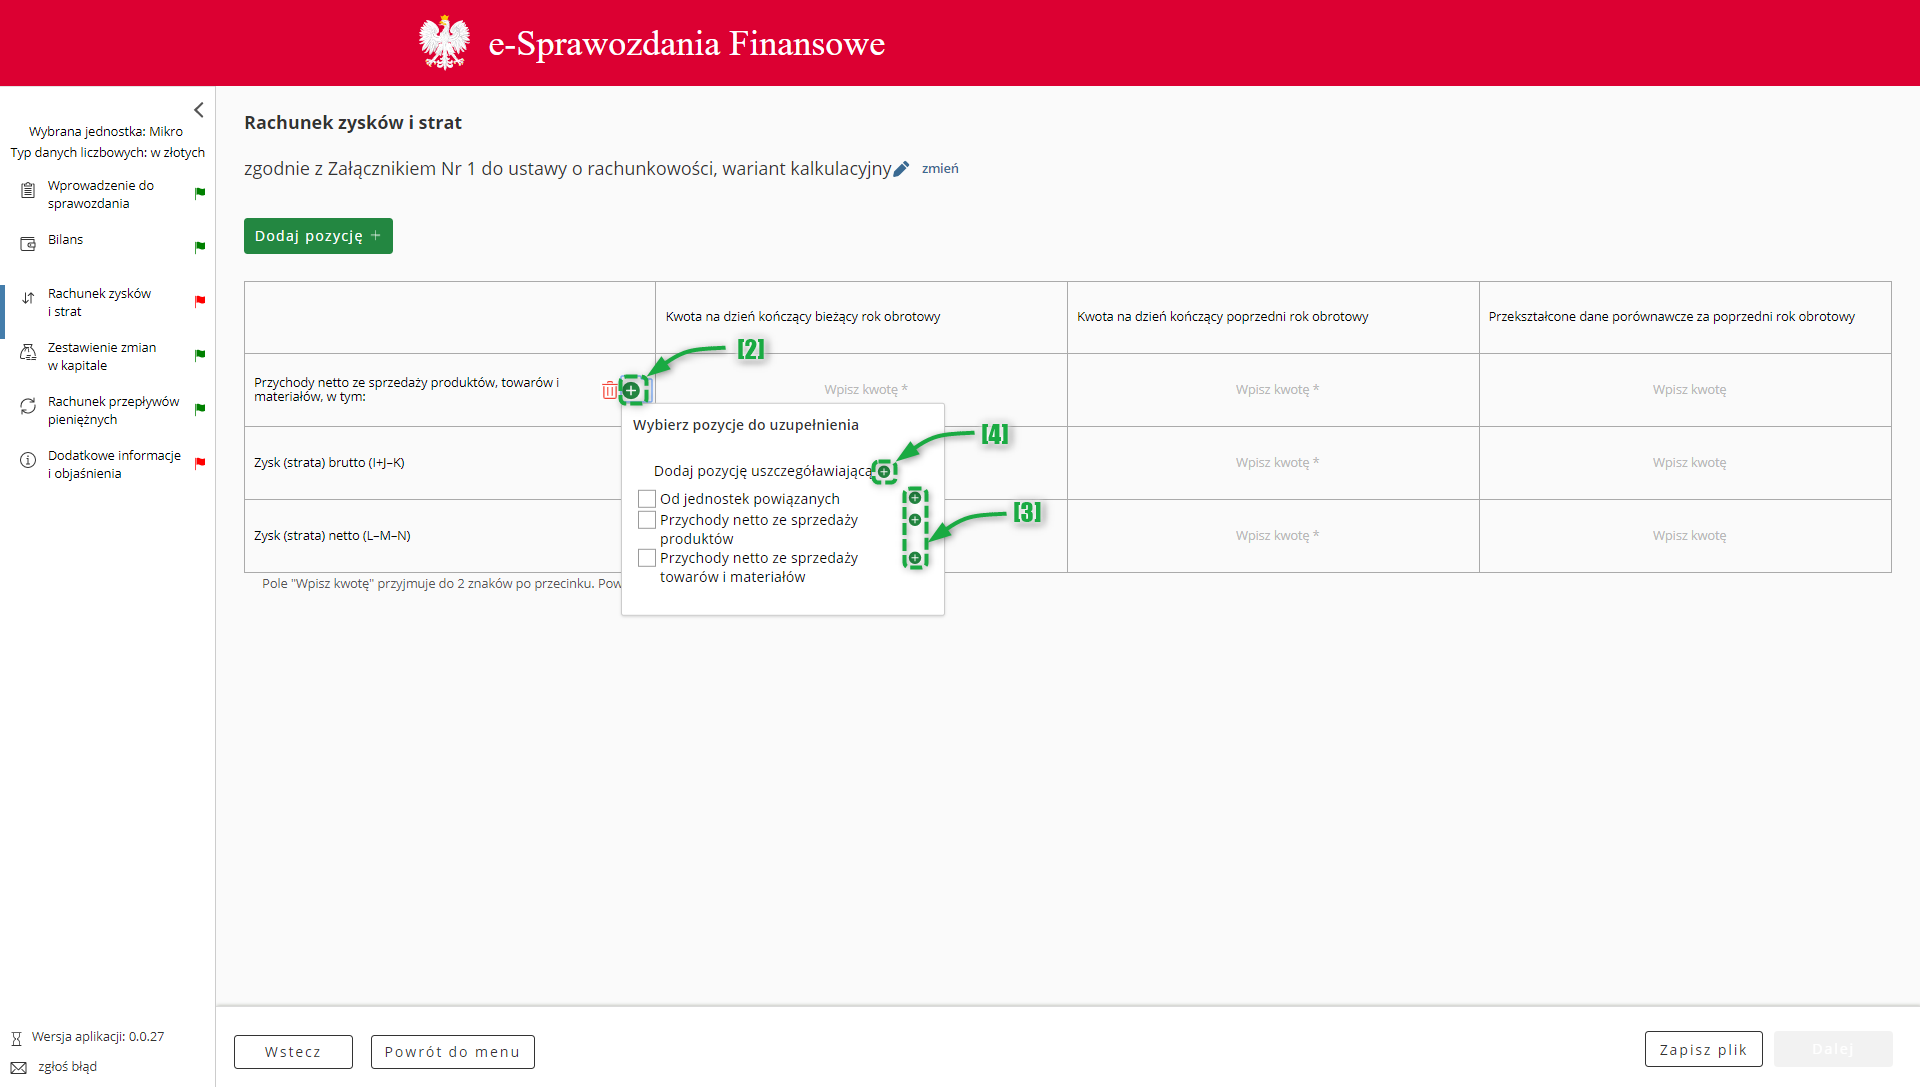 e-Sprawozdania Finansowe
Wybrana jednostka: Mikro
Typ danych liczbowych: w złotych
Wprowadzenie do
sprawozdania
Bilans
Rachunek zysków
i strat
Zestawienie zmian
w kapitale
Rachunek przepływów
pieniężnych
Dodatkowe informacje
i objaśnienia
Wersja aplikacji: 0.0.27
zgłoś błąd
Rachunek zysków i strat
zgodnie z Załącznikiem Nr 1 do ustawy o rachunkowości, wariant kalkulacyjny zmień
Dodaj pozycję +
Kwota na dzień kończący bieżący rok obrotowy
Kwota na dzień kończący poprzedni rok obrotowy
Przekształcone dane porównawcze za poprzedni rok obrotowy
[2]
Przychody netto ze sprzedaży produktów, towarów i
materiałów, w tym:
Wpisz kwotę *
Wpisz kwotę *
Wpisz kwotę
Wybierz pozycje do uzupełnienia
[4]
Dodaj pozycję uszczegóławiającą
Od jednostek powiązanych
Przychody netto ze sprzedaży
produktów
Przychody netto ze sprzedaży
towarów i materiałów
[3]
Zysk (strata) brutto (I+J–K)
Wpisz kwotę *
Wpisz kwotę
Zysk (strata) netto (L–M–N)
Wpisz kwotę *
Wpisz kwotę
Pole "Wpisz kwotę" przyjmuje do 2 znaków po przecinku.
Wstecz
Powrót do menu
Zapisz plik
Dalej